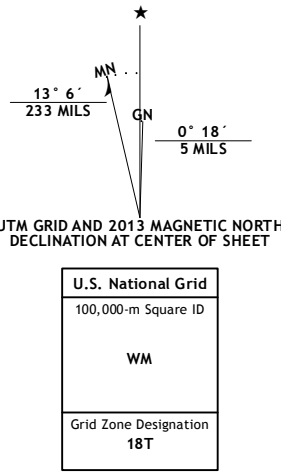 ★
MN
GN
13° 6´
233 MILS
0° 18´
5 MILS
UTM GRID AND 2013 MAGNETIC NORTH
DECLINATION AT CENTER OF SHEET
U.S. National Grid
100,000-m Square ID
WM
Grid Zone Designation
18T